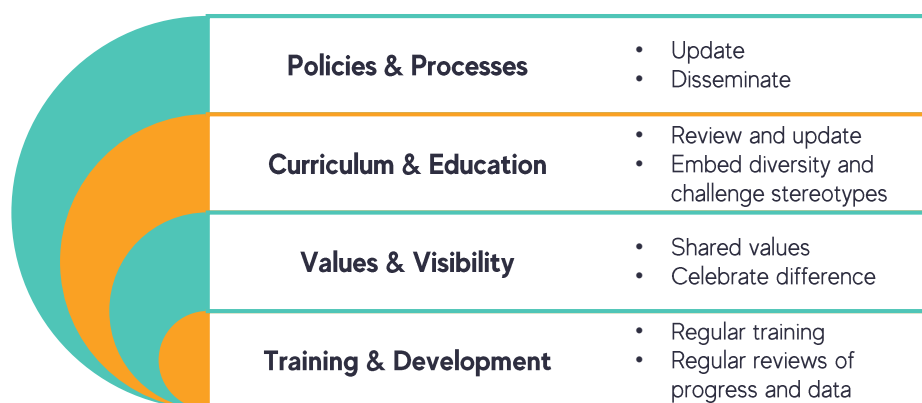 Policies & Processes
• Update
• Disseminate
Curriculum & Education
• Review and update
• Embed diversity and
challenge stereotypes
Values & Visibility
• Shared values
• Celebrate difference
Training & Development
• Regular training
• Regular reviews of
progress and data